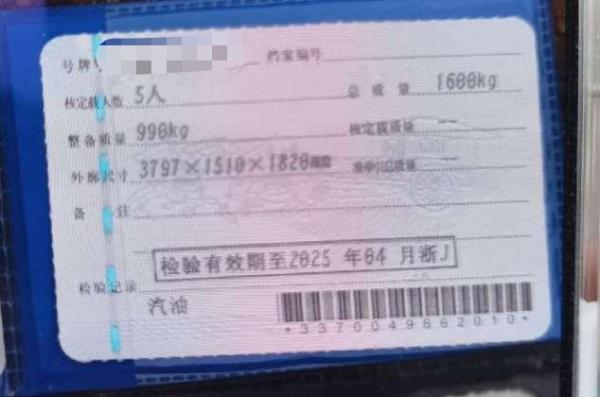 号牌 档案编号
核定载人数 5人 总质量 1600kg
整备质量 990kg 核定载质量 --
外廓尺寸 3797×1510×1820 准牵引总质量 --
备注
检验有效期至2025 年04 月浙J
检验记录
汽油
*3370049662010*